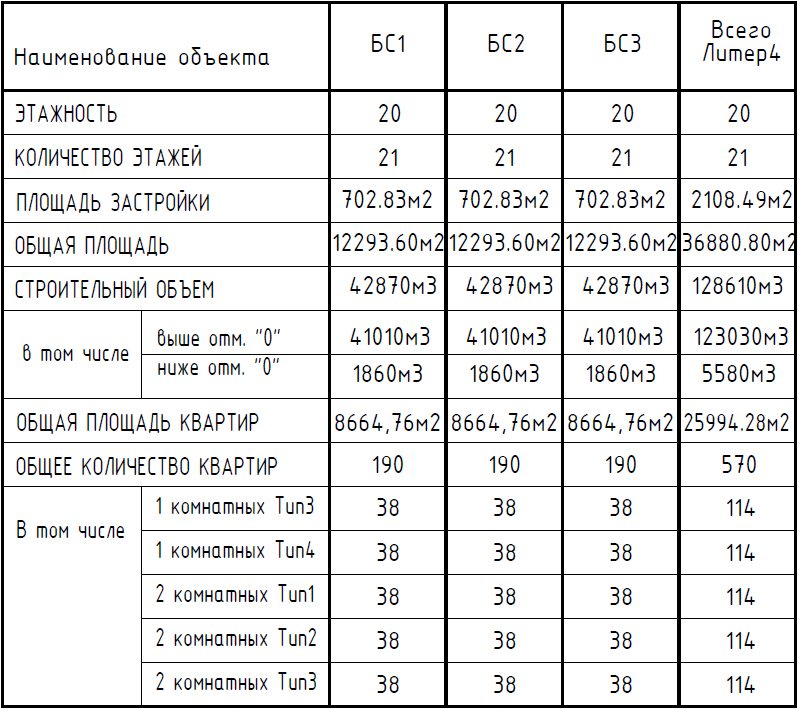 Наименование объекта БС1 БС2 БС3 Всего
Литер4
ЭТАЖНОСТЬ 20 20 20 20
КОЛИЧЕСТВО ЭТАЖЕЙ 21 21 21 21
ПЛОЩАДЬ ЗАСТРОЙКИ 702.83м2 702.83м2 702.83м2 2108.49м2
ОБЩАЯ ПЛОЩАДЬ 12293.60м2 12293.60м2 12293.60м2 36880.80м2
СТРОИТЕЛЬНЫЙ ОБЪЕМ 42870м3 42870м3 42870м3 128610м3
в том числе выше отм. "0" 41010м3 41010м3 41010м3 123030м3
ниже отм. "0" 1860м3 1860м3 1860м3 5580м3
ОБЩАЯ ПЛОЩАДЬ КВАРТИР 8664,76м2 8664,76м2 8664,76м2 25994.28м2
ОБЩЕЕ КОЛИЧЕСТВО КВАРТИР 190 190 190 570
В том числе 1 комнатных Тип3 38 38 38 114
1 комнатных Тип4 38 38 38 114
2 комнатных Тип1 38 38 38 114
2 комнатных Тип2 38 38 38 114
2 комнатных Тип3 38 38 38 114